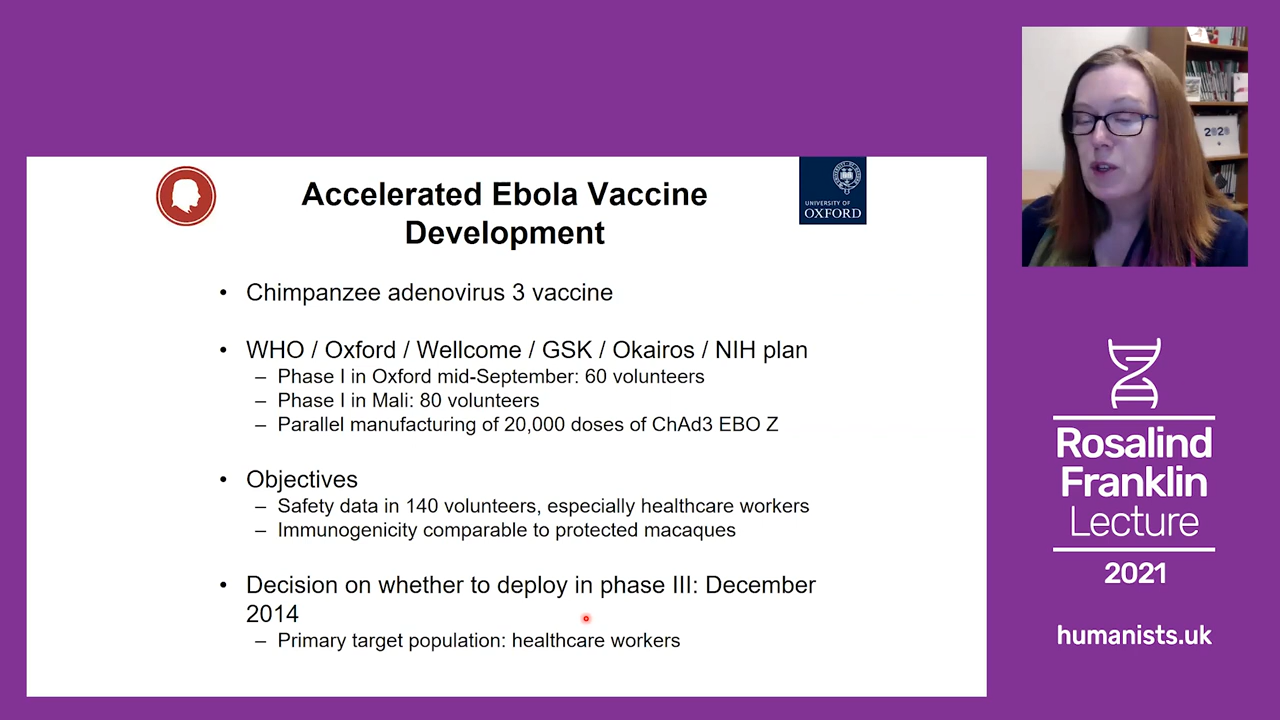 Accelerated Ebola Vaccine
Development
UNIVERSITY OF
OXFORD
• Chimpanzee adenovirus 3 vaccine
• WHO / Oxford / Wellcome / GSK / Okairos / NIH plan
– Phase I in Oxford mid-September: 60 volunteers
– Phase I in Mali: 80 volunteers
– Parallel manufacturing of 20,000 doses of ChAd3 EBO Z
• Objectives
– Safety data in 140 volunteers, especially healthcare workers
– Immunogenicity comparable to protected macaques
• Decision on whether to deploy in phase III: December
2014
– Primary target population: healthcare workers
2020
Rosalind
Franklin
Lecture
2021
humanists.uk